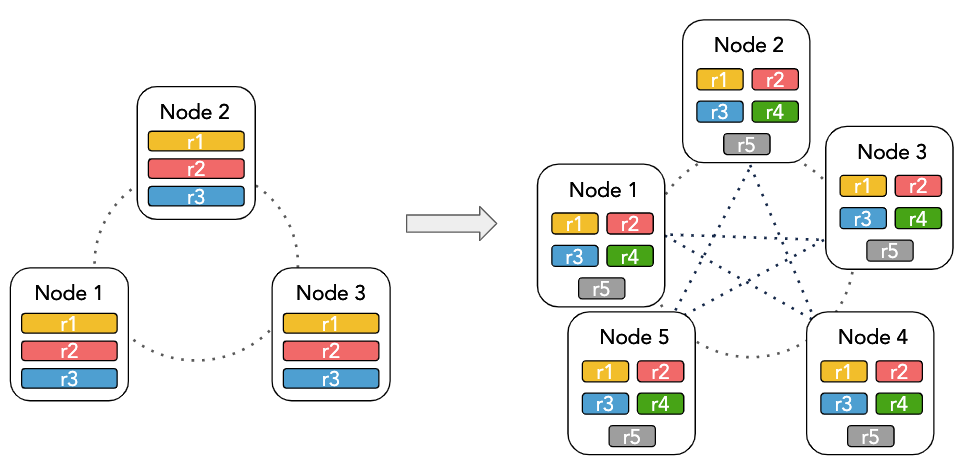 Node 2
r1
r2
r3
Node 1
r1
r2
r3
Node 3
r1
r2
r3
Node 2
r1 r2
r3 r4
r5
Node 3
r1 r2
r3 r4
r5
Node 1
r1 r2
r3 r4
r5
Node 5
r1 r2
r3 r4
r5
Node 4
r1 r2
r3 r4
r5